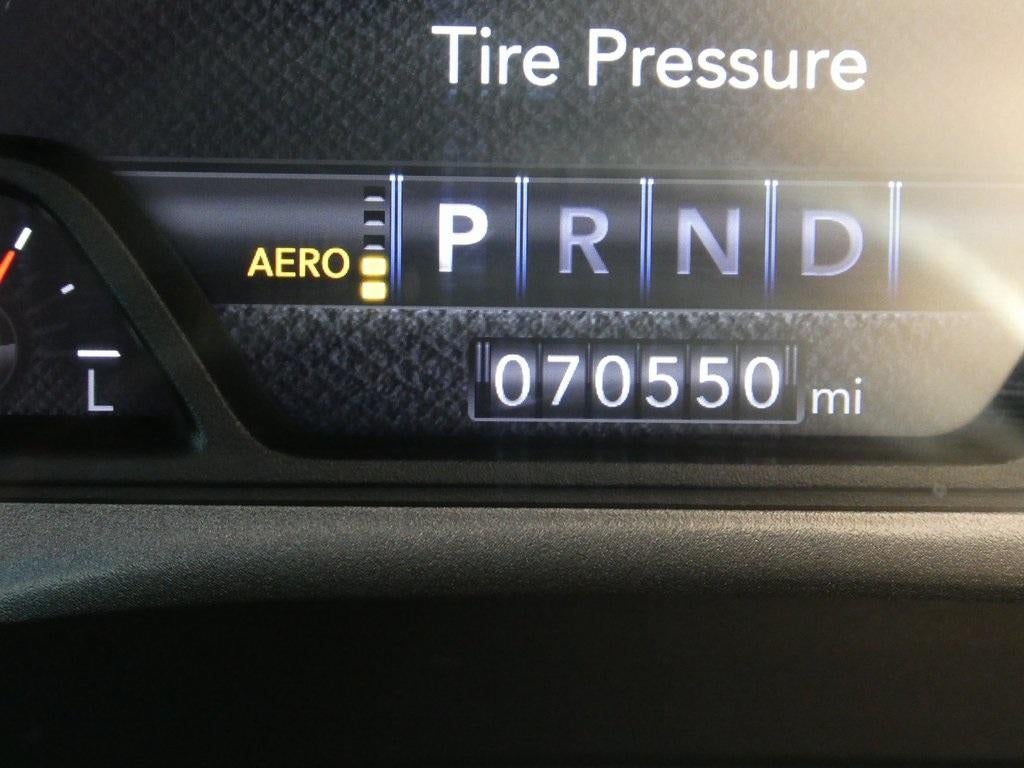 Tire Pressure
AERO P R N D
L
070550 mi